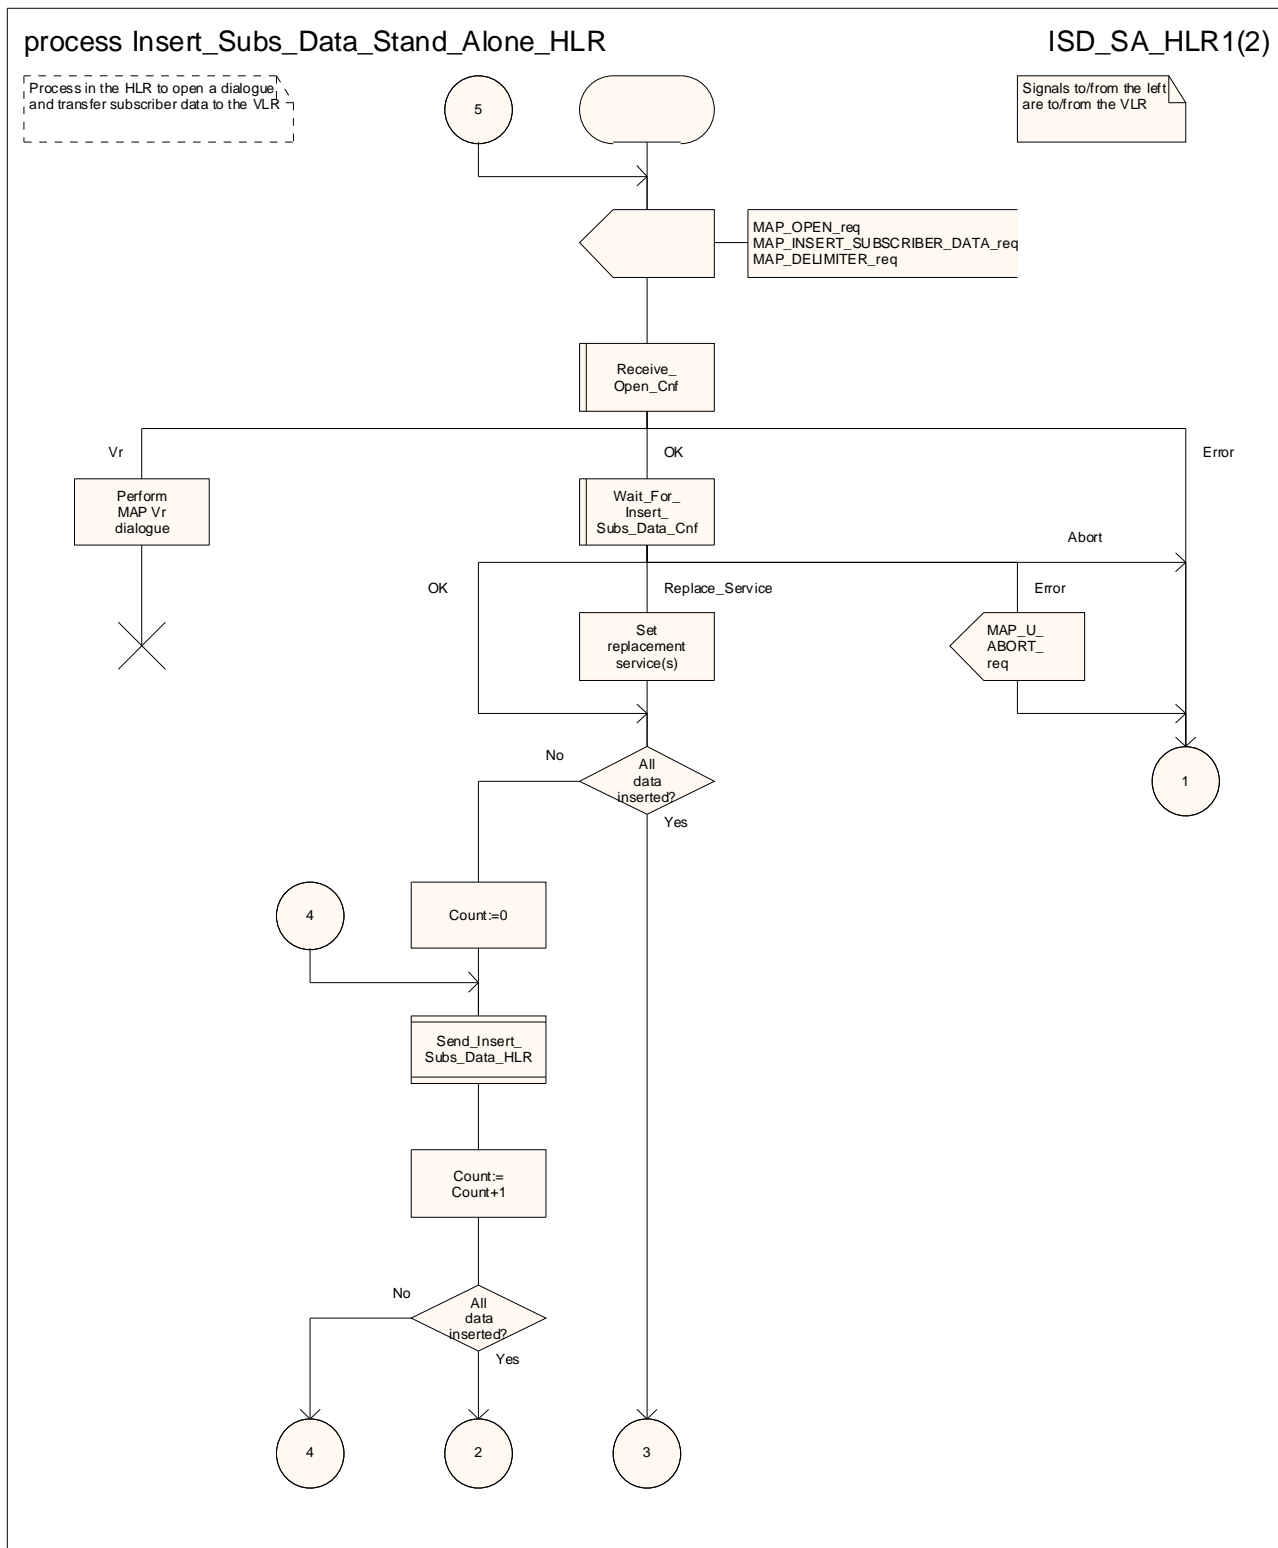 process Insert_Subs_Data_Stand_Alone_HLR
ISD_SA_HLR1(2)
Process in the HLR to open a dialogue
and transfer subscriber data to the VLR
5
Signals to/from the left
are to/from the VLR
MAP_OPEN_req
MAP_INSERT_SUBSCRIBER_DATA_req
MAP_DELIMITER_req
Receive_
Open_Cnf
Vr
OK
Error
Perform
MAP Vr
dialogue
Wait_For_
Insert_
Subs_Data_Cnf
Abort
OK
Replace_Service
Error
Set
replacement
service(s)
MAP_U_
ABORT_
req
No
All
data
inserted?
Yes
1
4
Count:=0
Send_Insert_
Subs_Data_HLR
Count:=
Count+1
No
All
data
inserted?
Yes
4
2
3